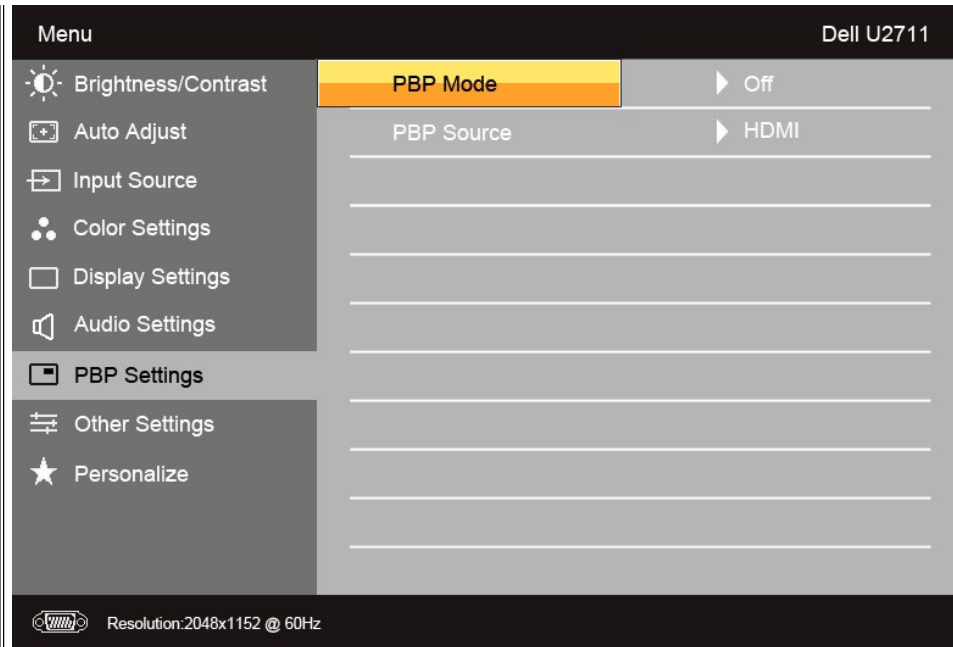 Menu Dell U2711
Brightness/Contrast PBP Mode Off
Auto Adjust PBP Source HDMI
Input Source
Color Settings
Display Settings
Audio Settings
PBP Settings
Other Settings
Personalize
Resolution:2048x1152 @ 60Hz